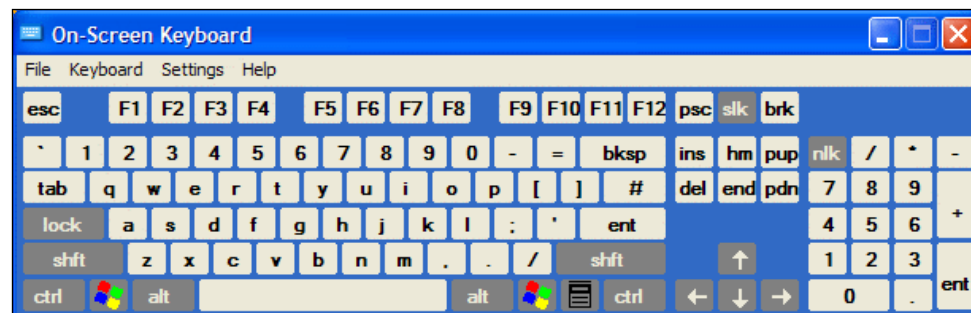 On-Screen Keyboard
File Keyboard Settings Help
esc F1 F2 F3 F4 F5 F6 F7 F8 F9 F10 F11 F12 psc slk brk
` 1 2 3 4 5 6 7 8 9 0 - = bksp ins hm pup nlk / * -
tab q w e r t y u i o p [ ] # del end pdn 7 8 9 +
lock a s d f g h j k l ; ' ent 4 5 6
shft z x c v b n m , . / shft ↑ 1 2 3 ent
ctrl alt alt ctrl ← ↓ → 0 .